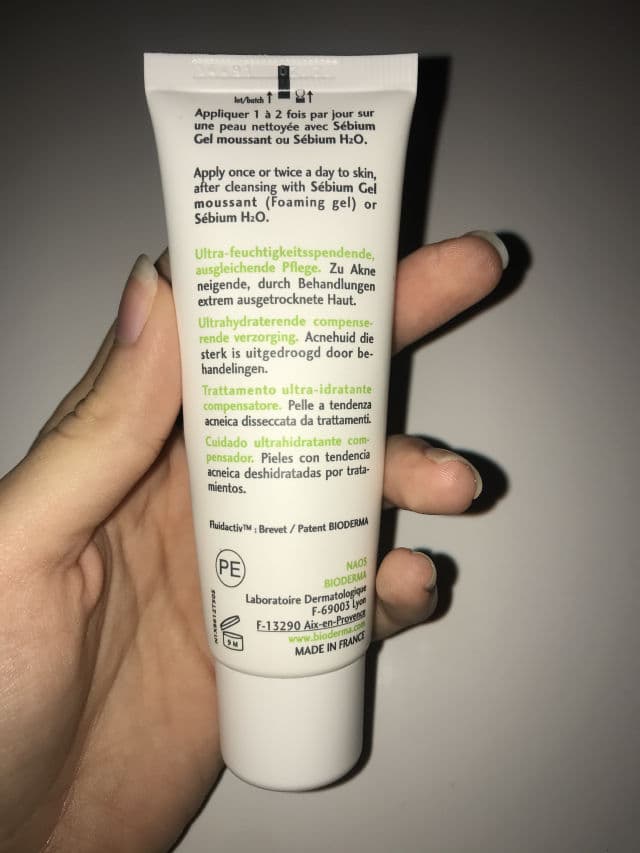 lot/batch
Appliquer 1 à 2 fois par jour sur
une peau nettoyée avec Sébium
Gel moussant ou Sébium H2O.
Apply once or twice a day to skin,
after cleansing with Sébium Gel
moussant (Foaming gel) or
Sébium H2O.
Ultra-feuchtigkeitsspendende,
ausgleichende Pflege. Zu Akne
neigende, durch Behandlungen
extrem ausgetrocknete Haut.
Ultrahydraterende compense-
rende verzorging. Acnehuid die
sterk is uitgedroogd door be-
handelingen.
Trattamento ultra-idratante
compensatore. Pelle a tendenza
acneica disseccata da trattamenti.
Cuidado ultrahidratante com-
pensador. Pieles con tendencia
acneica deshidratadas por trata-
mientos.
Fluidactiv™ : Brevet / Patent BIODERMA
PE
NAOS
BIODERMA
Laboratoire Dermatologique
F-69003 Lyon
F-13290 Aix-en-Provence
www.bioderma.com
MADE IN FRANCE
9 M